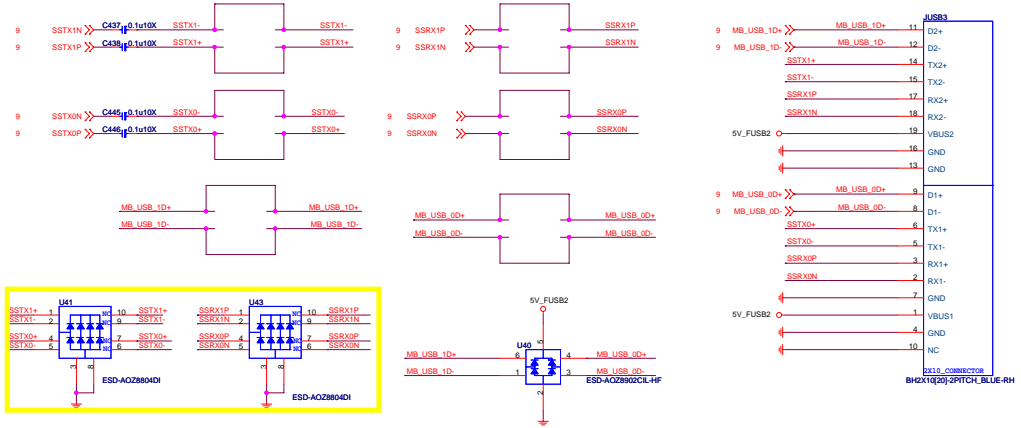 9 SSTX1N C437 0.1u10X SSTX1- SSTX1-
9 SSTX1P C438 0.1u10X SSTX1+ SSTX1+
9 SSRX1P SSRX1P
9 SSRX1N SSRX1N
9 SSTX0N C445 0.1u10X SSTX0- SSTX0-
9 SSTX0P C446 0.1u10X SSTX0+ SSTX0+
9 SSRX0P SSRX0P
9 SSRX0N SSRX0N
MB_USB_1D+ MB_USB_1D+
MB_USB_1D- MB_USB_1D-
MB_USB_0D+ MB_USB_0D+
MB_USB_0D- MB_USB_0D-
U41
SSTX1+ 1 NC 10 SSTX1+
SSTX1- 2 9 SSTX1-
SSTX0+ 4 7 SSTX0+
SSTX0- 5 NC 6 SSTX0-
3 8
ESD-AOZ8804DI
U43
SSRX1P 1 NC 10 SSRX1P
SSRX1N 2 9 SSRX1N
SSRX0P 4 7 SSRX0P
SSRX0N 5 NC 6 SSRX0N
3 8
ESD-AOZ8804DI
5V_FUSB2
5
U40
MB_USB_1D+ 6 4 MB_USB_0D+
MB_USB_1D- 1 3 MB_USB_0D-
ESD-AOZ8902CIL-HF
2
JUSB3
9 MB_USB_1D+ MB_USB_1D+ 11 D2+
9 MB_USB_1D- MB_USB_1D- 12 D2-
SSTX1+ 14 TX2+
SSTX1- 15 TX2-
SSRX1P 17 RX2+
SSRX1N 18 RX2-
5V_FUSB2 19 VBUS2
16 GND
13 GND
9 MB_USB_0D+ MB_USB_0D+ 9 D1+
9 MB_USB_0D- MB_USB_0D- 8 D1-
SSTX0+ 6 TX1+
SSTX0- 5 TX1-
SSRX0P 3 RX1+
SSRX0N 2 RX1-
7 GND
5V_FUSB2 1 VBUS1
4 GND
10 NC
2X10_CONNECTOR
BH2X10[20]-2PITCH_BLUE-RH